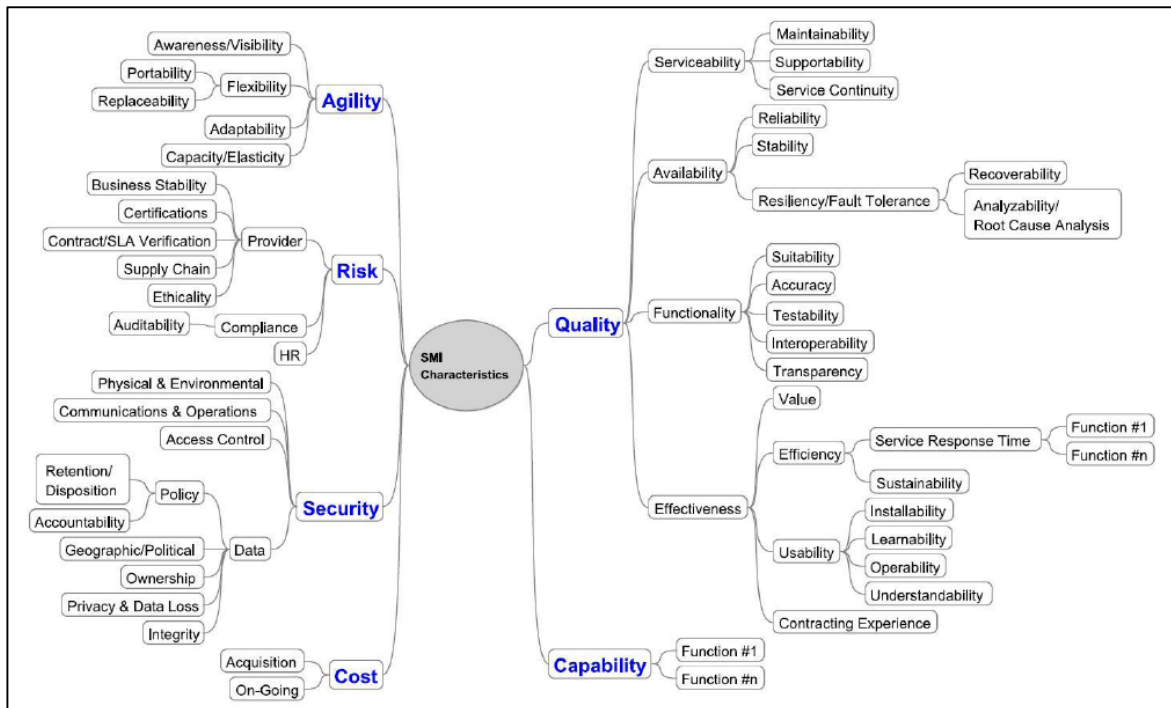 Awareness/Visibility
Portability
Flexibility
Replaceability
Agility
Adaptability
Capacity/Elasticity
Business Stability
Certifications
Contract/SLA Verification
Provider
Supply Chain
Risk
Ethicality
Auditability
Compliance
HR
Physical & Environmental
Communications & Operations
Access Control
Retention/
Disposition
Policy
Security
Accountability
Geographic/Political
Data
Ownership
Privacy & Data Loss
Integrity
Acquisition
Cost
On-Going
SMI
Characteristics
Quality
Serviceability
Maintainability
Supportability
Service Continuity
Availability
Reliability
Stability
Resiliency/Fault Tolerance
Recoverability
Analyzability/
Root Cause Analysis
Functionality
Suitability
Accuracy
Testability
Interoperability
Transparency
Effectiveness
Value
Efficiency
Service Response Time
Function #1
Function #n
Sustainability
Usability
Installability
Learnability
Operability
Understandability
Contracting Experience
Capability
Function #1
Function #n